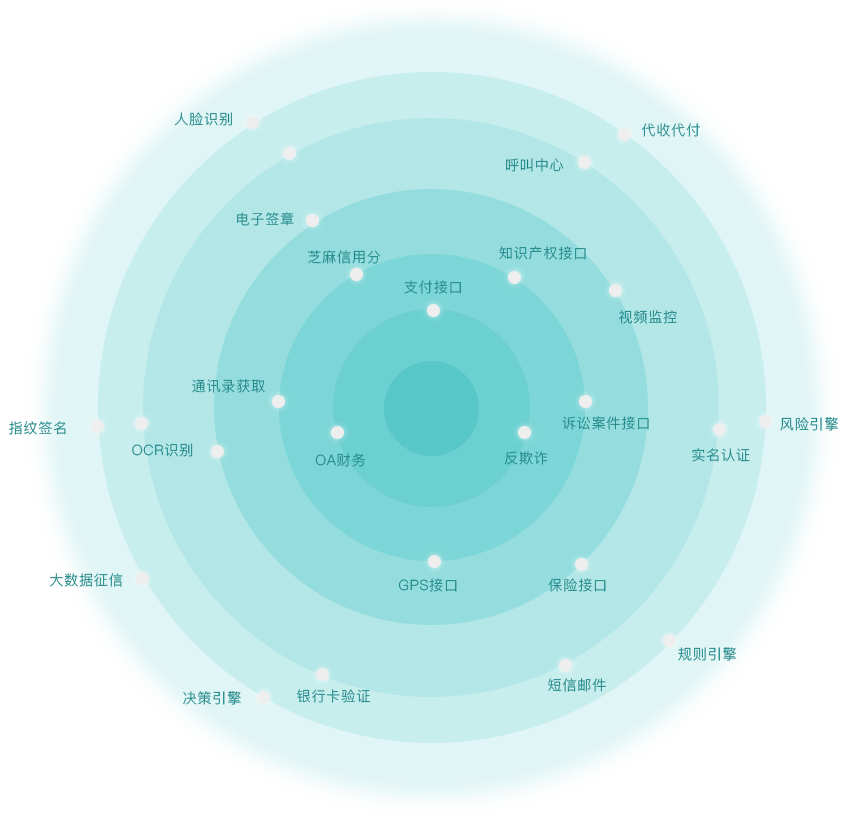 人脸识别
代收代付
呼叫中心
电子签章
知识产权接口
芝麻信用分
支付接口
视频监控
通讯录获取
诉讼案件接口
风险引擎
指纹签名
OCR识别
实名认证
反欺诈
OA财务
大数据征信
GPS接口
保险接口
规则引擎
短信邮件
银行卡验证
决策引擎